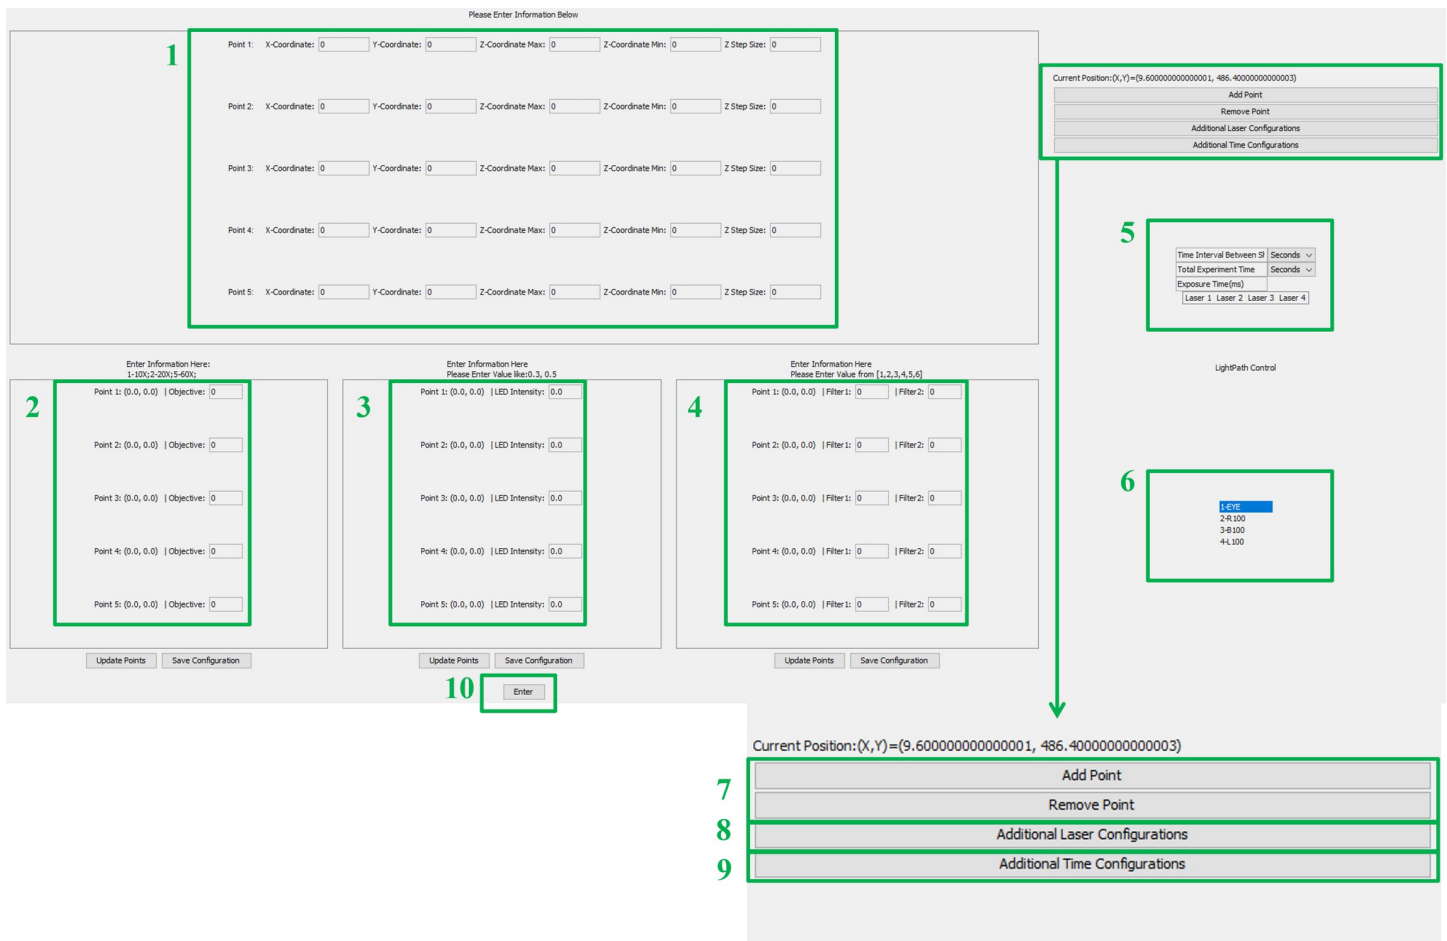 Please Enter Information Below
1
Point 1: X-Coordinate: 0 Y-Coordinate: 0 Z-Coordinate Max: 0 Z-Coordinate Min: 0 Z Step Size: 0
Point 2: X-Coordinate: 0 Y-Coordinate: 0 Z-Coordinate Max: 0 Z-Coordinate Min: 0 Z Step Size: 0
Point 3: X-Coordinate: 0 Y-Coordinate: 0 Z-Coordinate Max: 0 Z-Coordinate Min: 0 Z Step Size: 0
Point 4: X-Coordinate: 0 Y-Coordinate: 0 Z-Coordinate Max: 0 Z-Coordinate Min: 0 Z Step Size: 0
Point 5: X-Coordinate: 0 Y-Coordinate: 0 Z-Coordinate Max: 0 Z-Coordinate Min: 0 Z Step Size: 0
Current Position:(X,Y)=(9.600000000000001, 486.40000000000003)
Add Point
Remove Point
Additional Laser Configurations
Additional Time Configurations
5
Time Interval Between Sl Seconds
Total Experiment Time Seconds
Exposure Time(ms)
Laser 1 Laser 2 Laser 3 Laser 4
LightPath Control
6
1-EYE
2-R100
3-B100
4-L100
Enter Information Here:
1-10X;2-20X;5-60X;
2
Point 1: (0.0, 0.0) | Objective: 0
Point 2: (0.0, 0.0) | Objective: 0
Point 3: (0.0, 0.0) | Objective: 0
Point 4: (0.0, 0.0) | Objective: 0
Point 5: (0.0, 0.0) | Objective: 0
Update Points Save Configuration
Enter Information Here
Please Enter Value like:0.3, 0.5
3
Point 1: (0.0, 0.0) | LED Intensity: 0.0
Point 2: (0.0, 0.0) | LED Intensity: 0.0
Point 3: (0.0, 0.0) | LED Intensity: 0.0
Point 4: (0.0, 0.0) | LED Intensity: 0.0
Point 5: (0.0, 0.0) | LED Intensity: 0.0
Update Points Save Configuration
Enter Information Here
Please Enter Value from [1,2,3,4,5,6]
4
Point 1: (0.0, 0.0) | Filter1: 0 | Filter2: 0
Point 2: (0.0, 0.0) | Filter1: 0 | Filter2: 0
Point 3: (0.0, 0.0) | Filter1: 0 | Filter2: 0
Point 4: (0.0, 0.0) | Filter1: 0 | Filter2: 0
Point 5: (0.0, 0.0) | Filter1: 0 | Filter2: 0
Update Points Save Configuration
10
Enter
Current Position:(X,Y)=(9.600000000000001, 486.40000000000003)
7
Add Point
Remove Point
8
Additional Laser Configurations
9
Additional Time Configurations